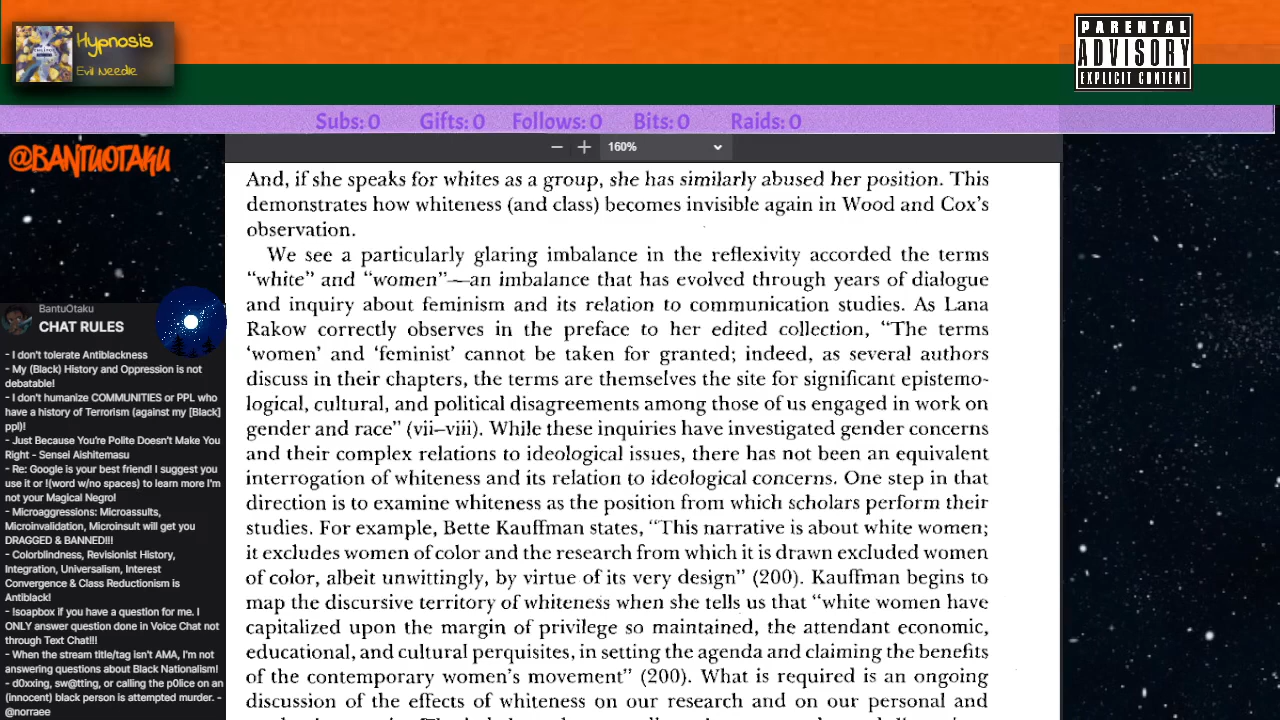 Hypnosis
Evil Needle
PARENTAL
ADVISORY
EXPLICIT CONTENT
Subs: 0 Gifts: 0 Follows: 0 Bits: 0 Raids: 0
@BANTUOTAKU
160%
BantuOtaku
CHAT RULES
- I don't tolerate Antiblackness
- My (Black) History and Oppression is not
debatable!
- I don't humanize COMMUNITIES or PPL who
have a history of Terrorism (against my [Black]
ppl)!
- Just Because You're Polite Doesn't Make You
Right - Sensei Aishitemasu
- Re: Google is your best friend! I suggest you
use it or !(word w/no spaces) to learn more I'm
not your Magical Negro!
- Microaggressions: Microassults,
Microinvalidation, Microinsult will get you
DRAGGED & BANNED!!!
- Colorblindness, Revisionist History,
Integration, Universalism, Interest
Convergence & Class Reductionism is
Antiblack!
- !soapbox if you have a question for me. I
ONLY answer question done in Voice Chat not
through Text Chat!!!
- When the stream title/tag isn't AMA, I'm not
answering questions about Black Nationalism!
- d0xxing, sw@tting, or calling the p0lice on an
(innocent) black person is attempted murder. -
@norraee
And, if she speaks for whites as a group, she has similarly abused her position. This
demonstrates how whiteness (and class) becomes invisible again in Wood and Cox's
observation.
We see a particularly glaring imbalance in the reflexivity accorded the terms
“white” and “women”—an imbalance that has evolved through years of dialogue
and inquiry about feminism and its relation to communication studies. As Lana
Rakow correctly observes in the preface to her edited collection, “The terms
‘women’ and ‘feminist’ cannot be taken for granted; indeed, as several authors
discuss in their chapters, the terms are themselves the site for significant epistemo-
logical, cultural, and political disagreements among those of us engaged in work on
gender and race” (vii–viii). While these inquiries have investigated gender concerns
and their complex relations to ideological issues, there has not been an equivalent
interrogation of whiteness and its relation to ideological concerns. One step in that
direction is to examine whiteness as the position from which scholars perform their
studies. For example, Bette Kauffman states, “This narrative is about white women;
it excludes women of color and the research from which it is drawn excluded women
of color, albeit unwittingly, by virtue of its very design” (200). Kauffman begins to
map the discursive territory of whiteness when she tells us that “white women have
capitalized upon the margin of privilege so maintained, the attendant economic,
educational, and cultural perquisites, in setting the agenda and claiming the benefits
of the contemporary women's movement” (200). What is required is an ongoing
discussion of the effects of whiteness on our research and on our personal and